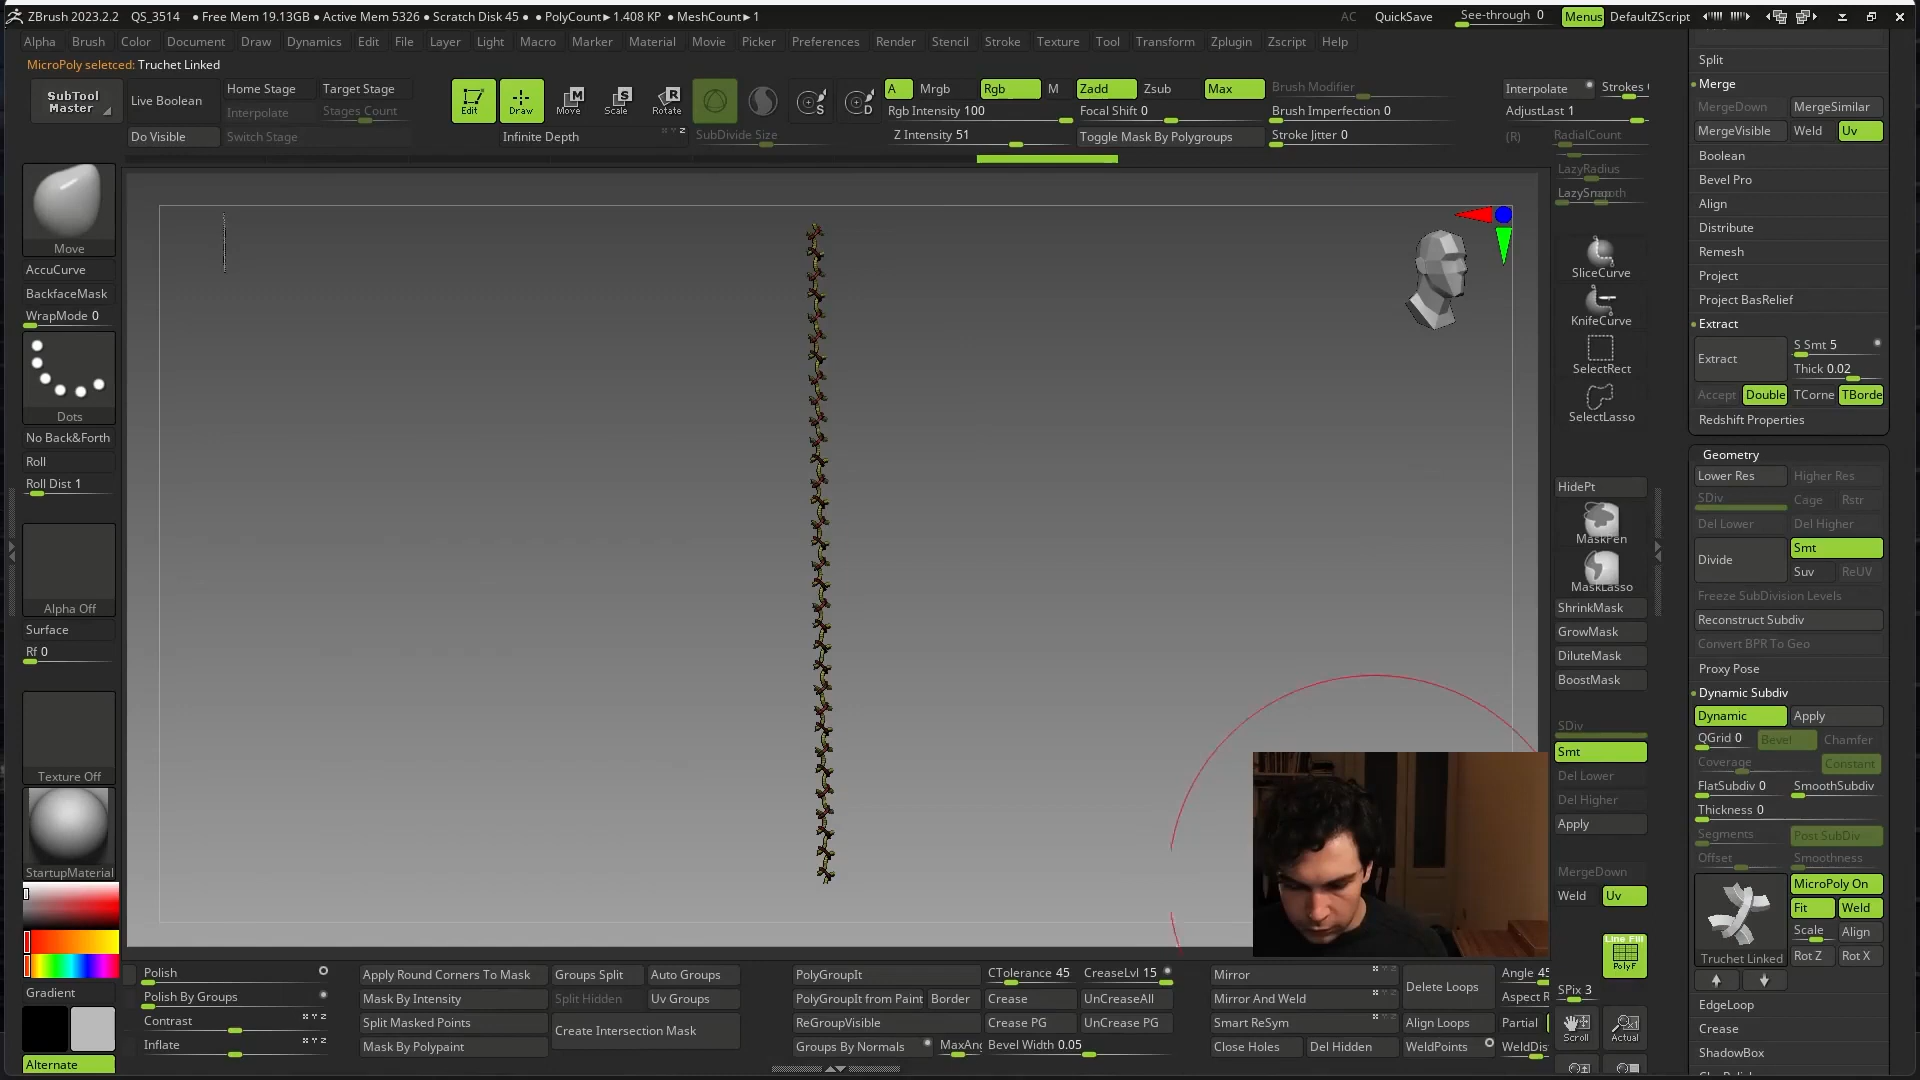 ZBrush 2023.2.2 QS_3514 ● Free Mem 19.13GB ● Active Mem 5326 ● Scratch Disk 45 ● ● PolyCount► 1.408 KP ● MeshCount► 1
AC QuickSave See-through 0 Menus DefaultZScript
Alpha Brush Color Document Draw Dynamics Edit File Layer Light Macro Marker Material Movie Picker Preferences Render Stencil Stroke Texture Tool Transform Zplugin Zscript Help
MicroPoly seletced: Truchet Linked
SubTool Master
Live Boolean
Do Visible
Home Stage
Target Stage
Interpolate
Stages Count
Switch Stage
Edit
Draw
Move
Scale
Rotate
Infinite Depth
SubDivide Size
S
D
A Mrgb Rgb M Zadd Zsub Max Brush Modifier
Rgb Intensity 100 Focal Shift 0 Brush Imperfection 0
Z Intensity 51 Toggle Mask By Polygroups Stroke Jitter 0
Interpolate Strokes
AdjustLast 1
(R) RadialCount
LazyRadius
LazySnap
Move
AccuCurve
BackfaceMask
WrapMode 0
Dots
No Back&Forth
Roll
Roll Dist 1
Alpha Off
Surface
Rf 0
Texture Off
StartupMaterial
Gradient
Alternate
SliceCurve
KnifeCurve
SelectRect
SelectLasso
HidePt
MaskPen
MaskLasso
ShrinkMask
GrowMask
DiluteMask
BoostMask
SDiv
Smt
Del Lower
Del Higher
Apply
MergeDown
Weld Uv
Line Fill
PolyF
SPix 3
Scroll
Actual
Split
Merge
MergeDown MergeSimilar
MergeVisible Weld Uv
Boolean
Bevel Pro
Align
Distribute
Remesh
Project
Project BasRelief
Extract
Extract S Smt 5
Thick 0.02
Accept Double TCorne TBorde
Redshift Properties
Geometry
Lower Res Higher Res
SDiv Cage Rstr
Del Lower Del Higher
Divide Smt
Suv ReUV
Freeze SubDivision Levels
Reconstruct Subdiv
Convert BPR To Geo
Proxy Pose
Dynamic Subdiv
Dynamic Apply
QGrid 0 Bevel Chamfer
Coverage Constant
FlatSubdiv 0 SmoothSubdiv
Thickness 0
Segments Post SubDiv
Offset Smoothness
MicroPoly On
Fit Weld
Scale Align
Truchet Linked Rot Z Rot X
EdgeLoop
Crease
ShadowBox
Polish
Polish By Groups
Contrast
Inflate
Apply Round Corners To Mask
Mask By Intensity
Split Masked Points
Mask By Polypaint
Groups Split Auto Groups
Split Hidden Uv Groups
Create Intersection Mask
PolyGroupIt
PolyGroupIt from Paint Border
ReGroupVisible
Groups By Normals MaxAng
CTolerance 45 CreaseLvl 15
Crease UnCreaseAll
Crease PG UnCrease PG
Bevel Width 0.05
Mirror
Mirror And Weld
Smart ReSym
Close Holes Del Hidden
Delete Loops
Align Loops
WeldPoints
Angle 45
Aspect R
Partial
WeldDis